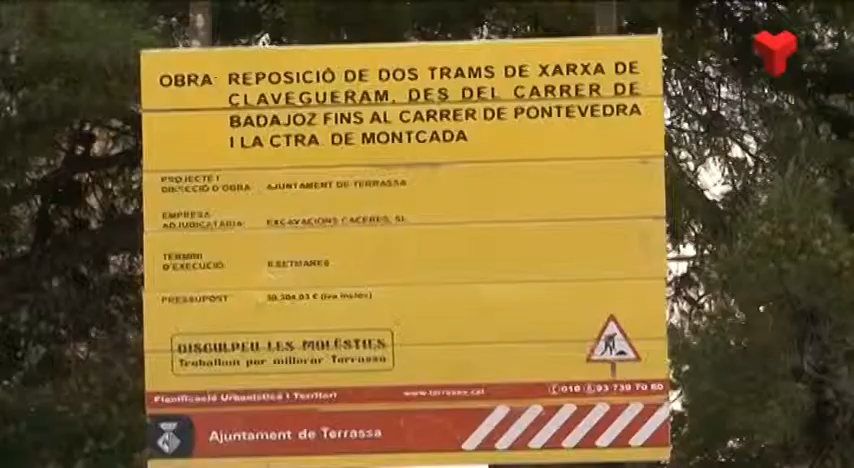 OBRA: REPOSICIÓ DE DOS TRAMS DE XARXA DE
CLAVEGUERAM, DES DEL CARRER DE
BADAJOZ FINS AL CARRER DE PONTEVEDRA
I LA CTRA. DE MONTCADA
PROJECTE I
DIRECCIÓ D'OBRA AJUNTAMENT DE TERRASSA
EMPRESA
ADJUDICATÀRIA: EXCAVACIONS CACERES, SL
TERMINI
D'EXECUCIÓ SETMANES
PRESSUPOST € (iva inclòs)
DISCULPEU LES MOLÈSTIES
Treballem per millorar Terrassa
Planificació Urbanística i Territori www.terrassa.cat 010 93 739 70 60
Ajuntament de Terrassa